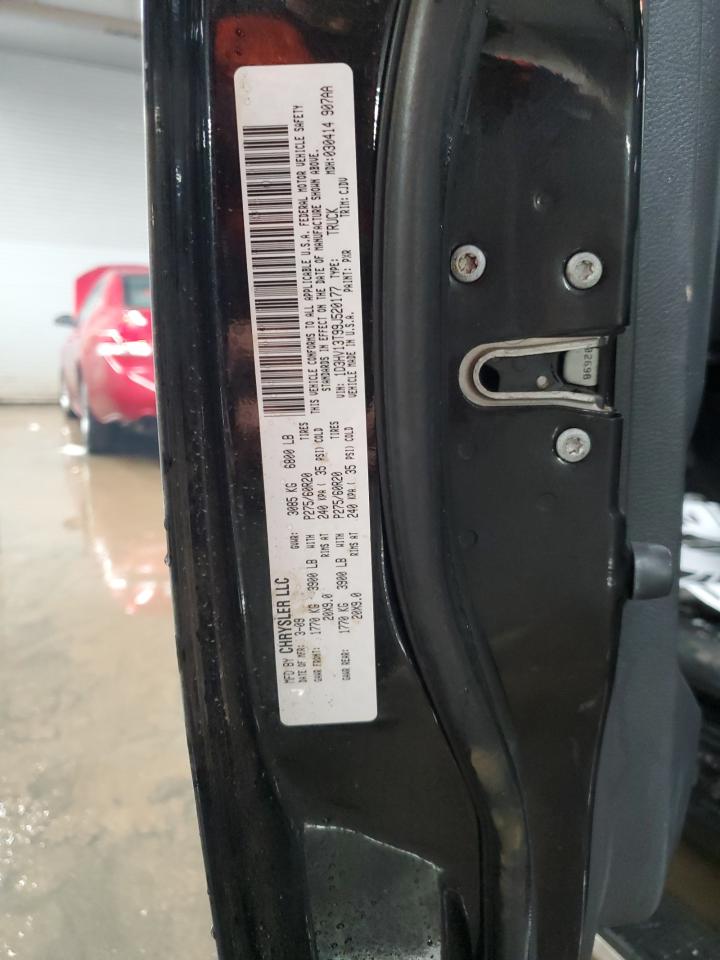 MFD BY CHRYSLER LLC
DATE OF MFR: 3-09 GVWR: 3085 KG 6800 LB
GAWR FRONT: 1770 KG 3900 LB WITH P275/60R20 TIRES
20X9.0 RIMS AT 240 KPA ( 35 PSI) COLD
GAWR REAR: 1770 KG 3900 LB WITH P275/60R20 TIRES
20X9.0 RIMS AT 240 KPA ( 35 PSI) COLD
THIS VEHICLE CONFORMS TO ALL APPLICABLE U.S.A. FEDERAL MOTOR VEHICLE SAFETY
STANDARDS IN EFFECT ON THE DATE OF MANUFACTURE SHOWN ABOVE.
VIN: 1D3HV13T99J520177 TYPE: TRUCK MDH:030414 907AA
VEHICLE MADE IN U.S.A. PAINT: PXR TRIM: CJDV